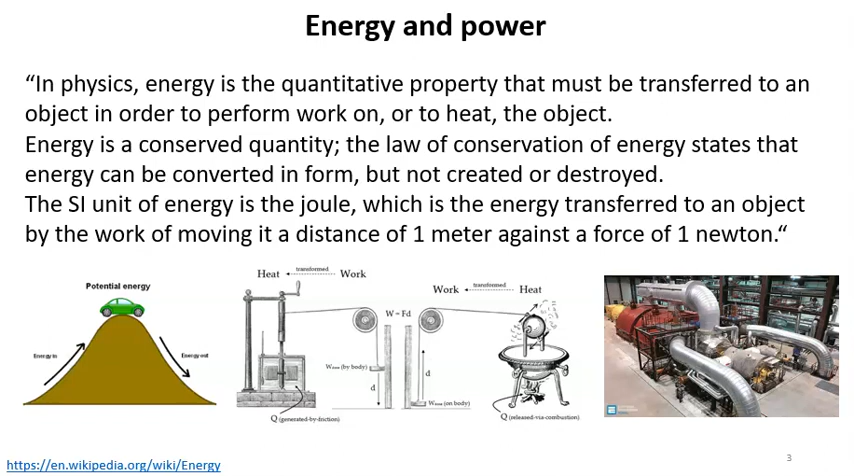 Energy and power
“In physics, energy is the quantitative property that must be transferred to an
object in order to perform work on, or to heat, the object.
Energy is a conserved quantity; the law of conservation of energy states that
energy can be converted in form, but not created or destroyed.
The SI unit of energy is the joule, which is the energy transferred to an object
by the work of moving it a distance of 1 meter against a force of 1 newton.“
Potential energy
Energy in
Energy out
Heat transformed Work
Work transformed Heat
W = Fd
W (by body)
d
d
W (on body)
Q (generated-by-friction)
Q (released-via-combustion)
3
https://en.wikipedia.org/wiki/Energy